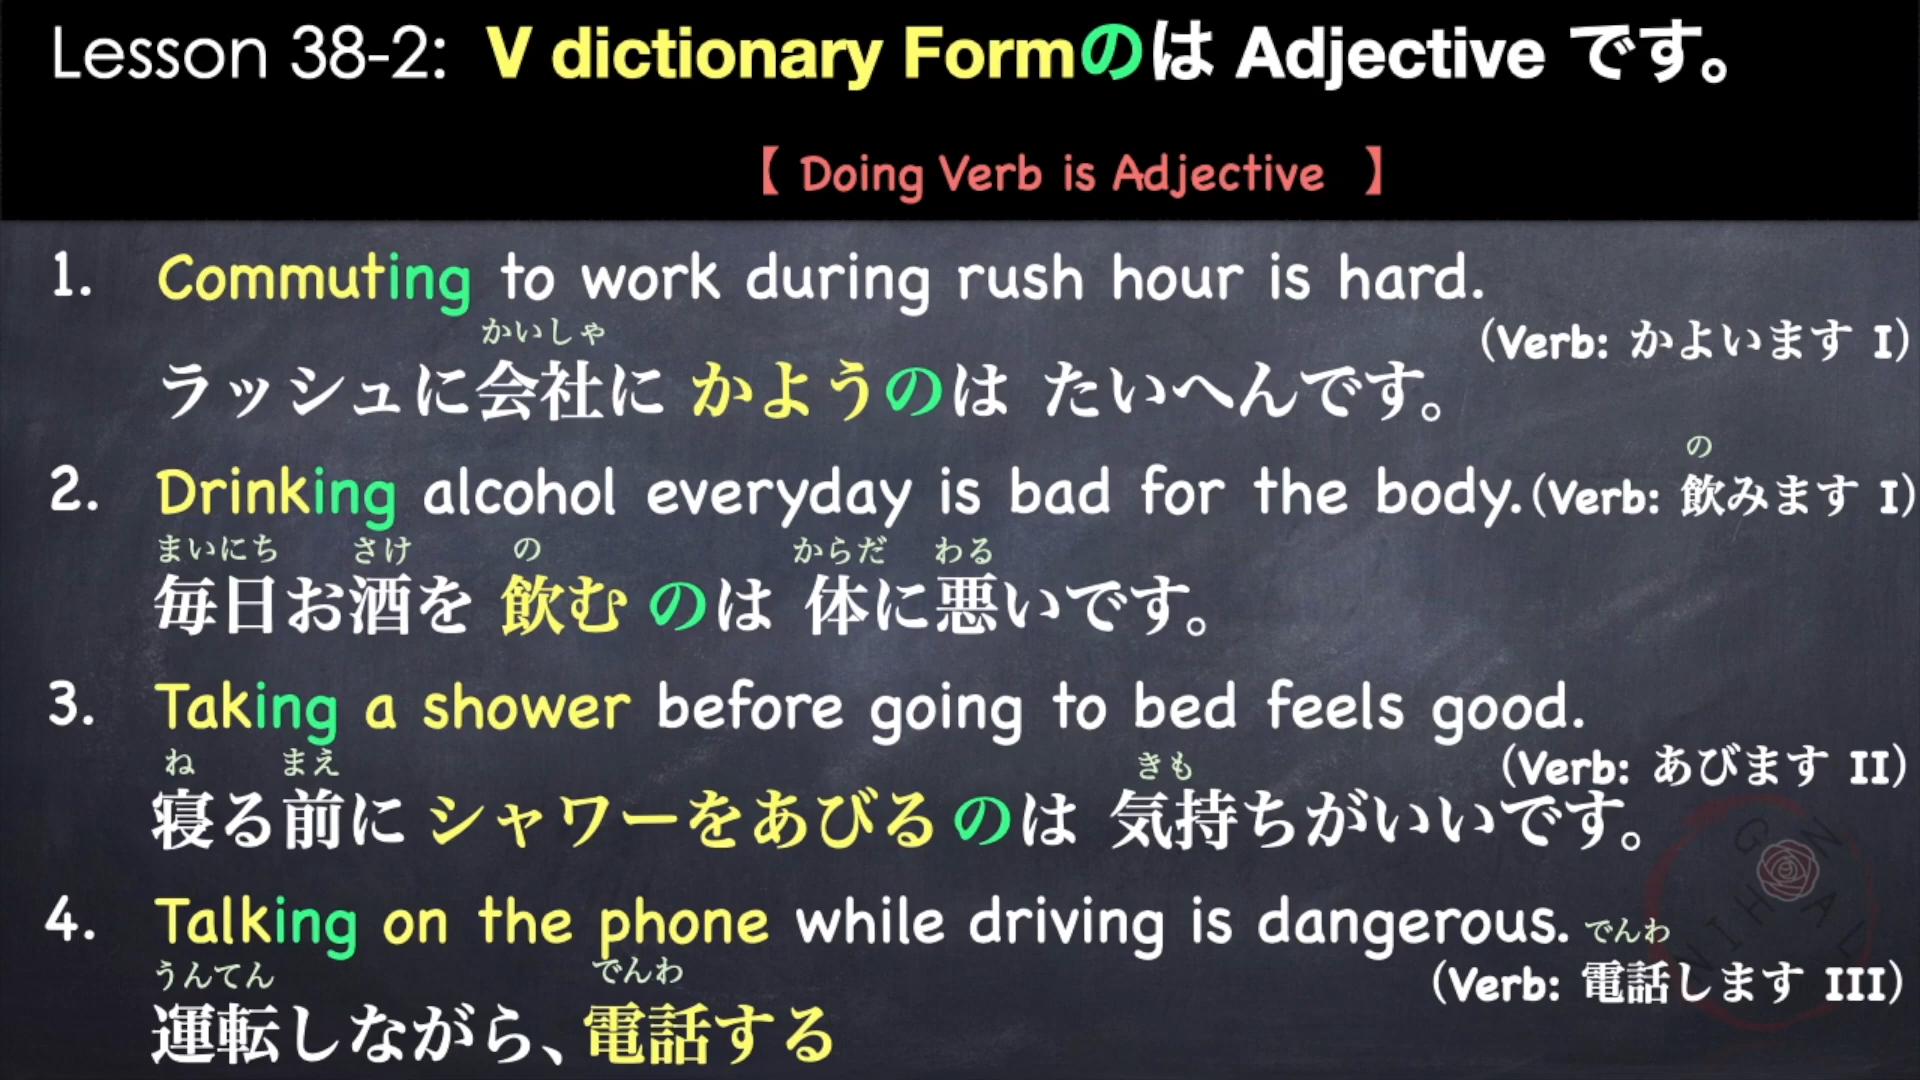 Lesson 38-2: V dictionary Formのは Adjective です。
【 Doing Verb is Adjective 】
1. Commuting to work during rush hour is hard.
かいしゃ
(Verb: かよいます I)
ラッシュに会社に かようのは たいへんです。
の
2. Drinking alcohol everyday is bad for the body.(Verb: 飲みます I)
まいにち さけ の からだ わる
毎日お酒を 飲む のは 体に悪いです。
3. Taking a shower before going to bed feels good.
ね まえ きも
(Verb: あびます II)
寝る前に シャワーをあびる のは 気持ちがいいです。
4. Talking on the phone while driving is dangerous.
でんわ
うんてん でんわ
(Verb: 電話します III)
運転しながら、電話する
NIHONGOAL